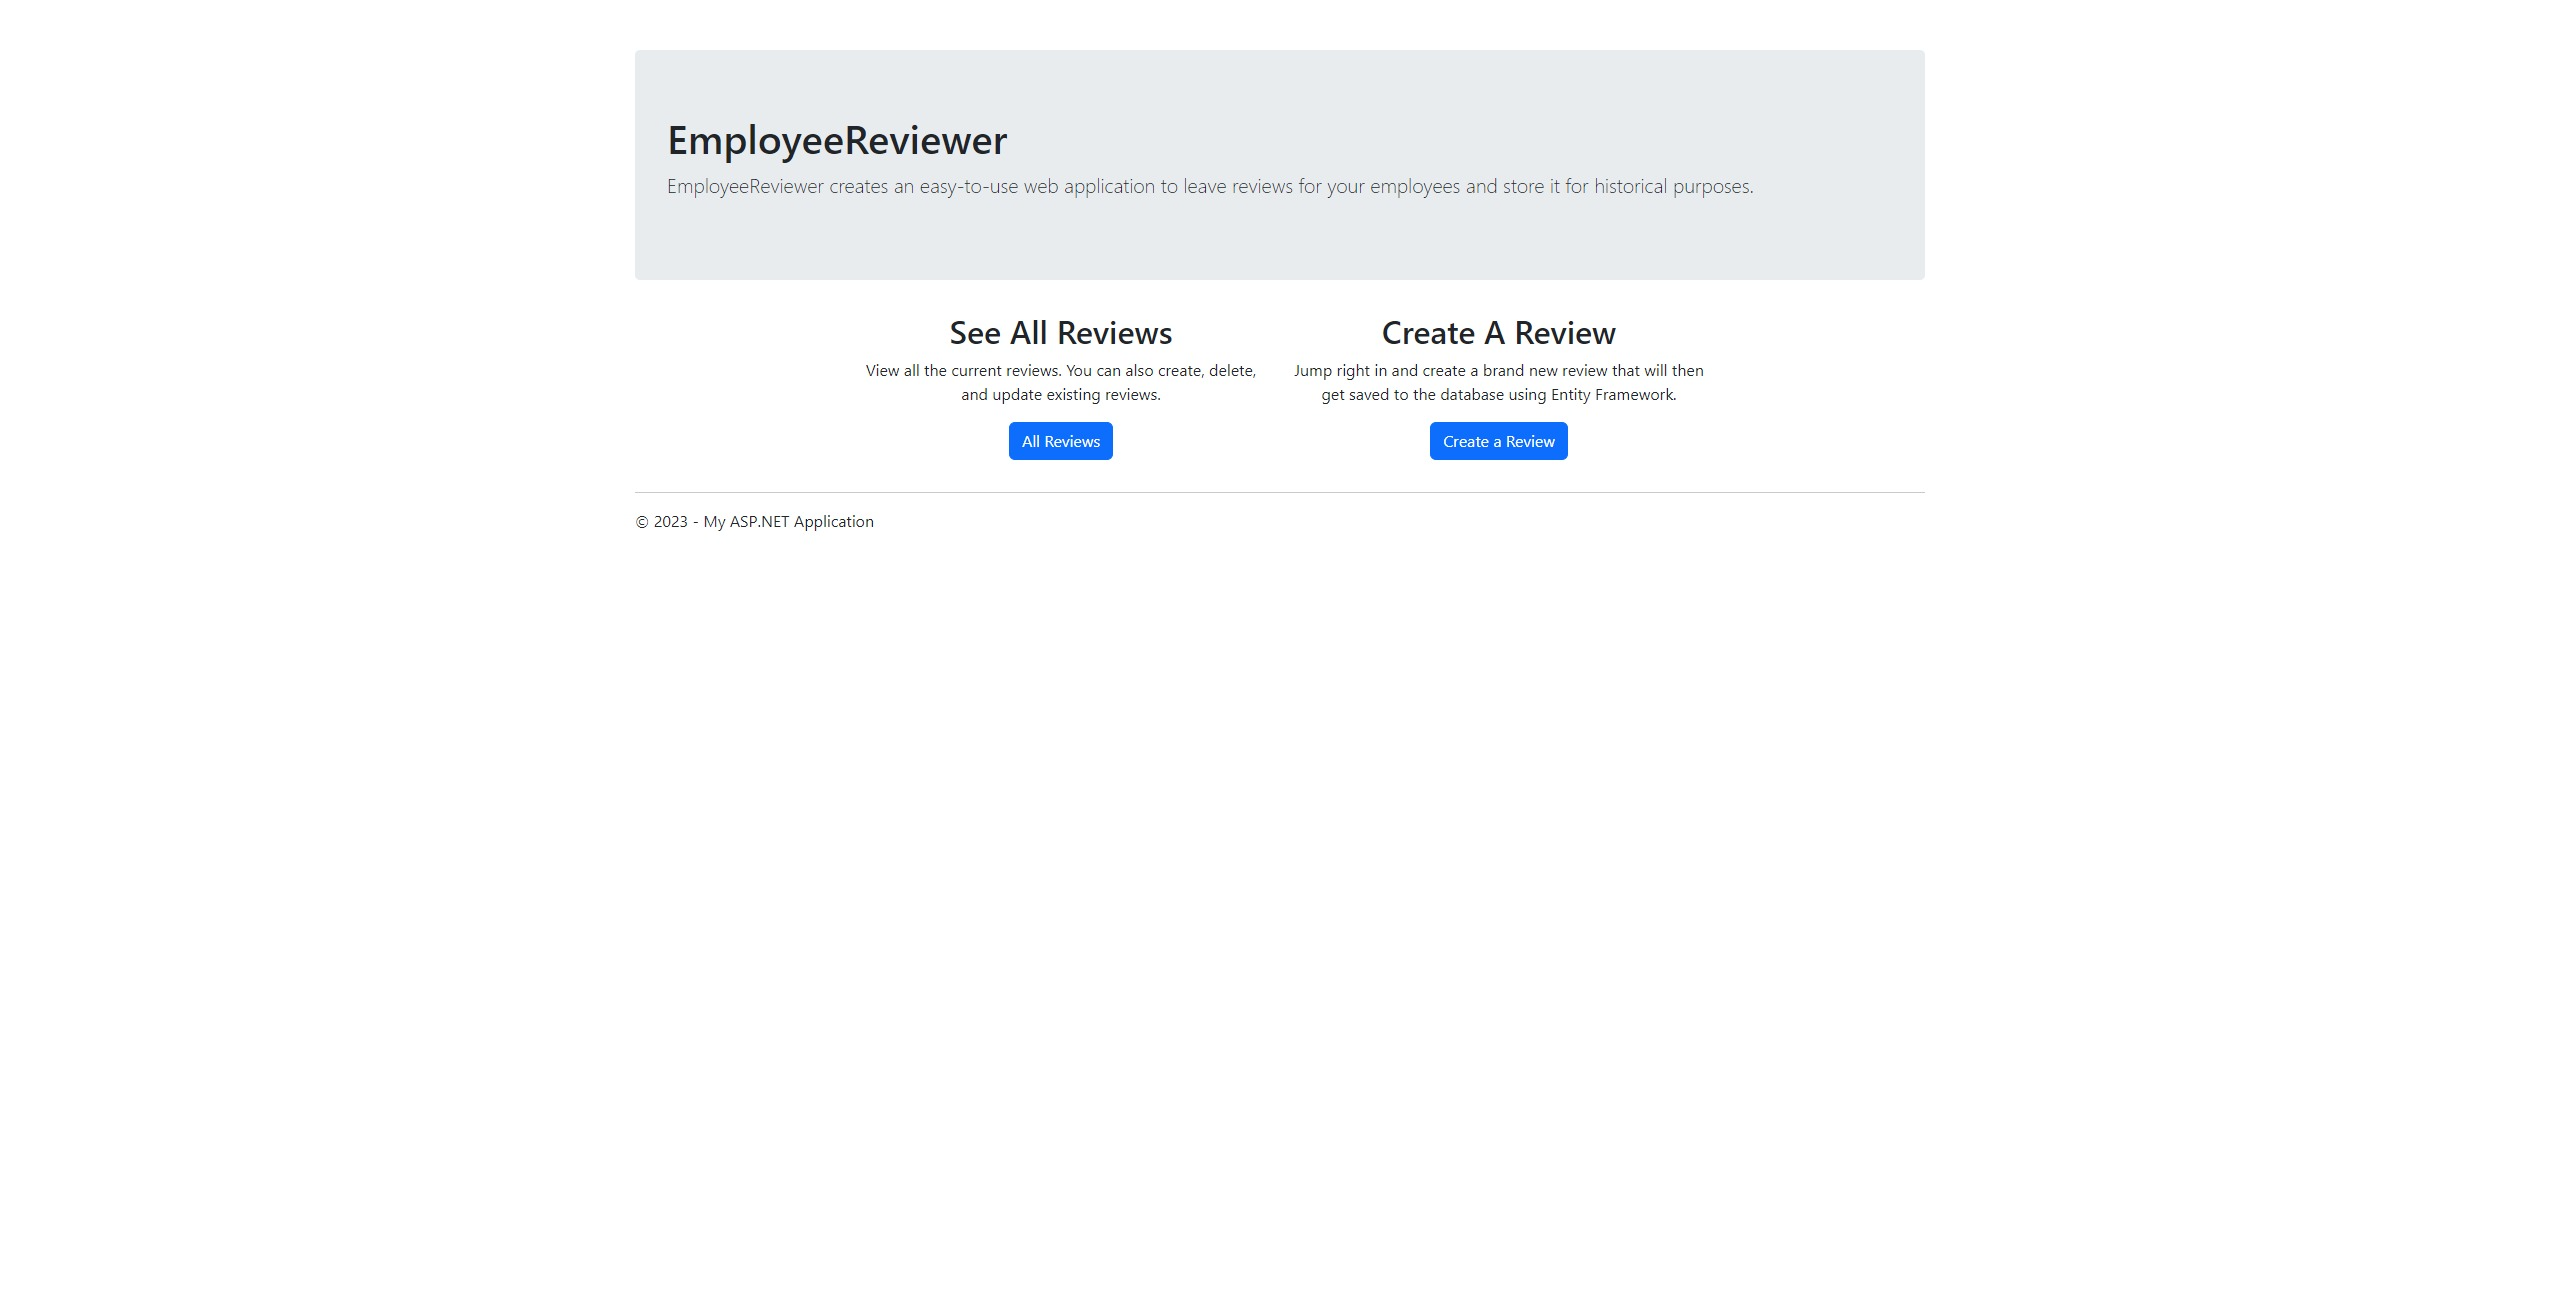 EmployeeReviewer
EmployeeReviewer creates an easy-to-use web application to leave reviews for your employees and store it for historical purposes.
See All Reviews
View all the current reviews. You can also create, delete,
and update existing reviews.
All Reviews
Create A Review
Jump right in and create a brand new review that will then
get saved to the database using Entity Framework.
Create a Review
© 2023 - My ASP.NET Application